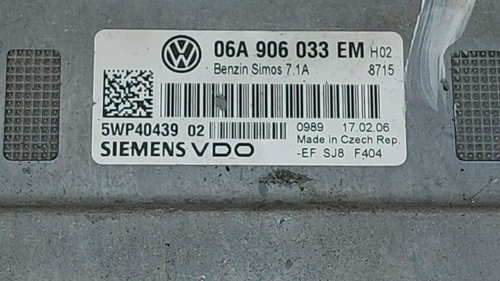 06A 906 033 EM H02
Benzin Simos 7.1A 8715
5WP40439 02 0989 17.02.06
Made in Czech Rep.
SIEMENS VDO -EF SJ8 F404